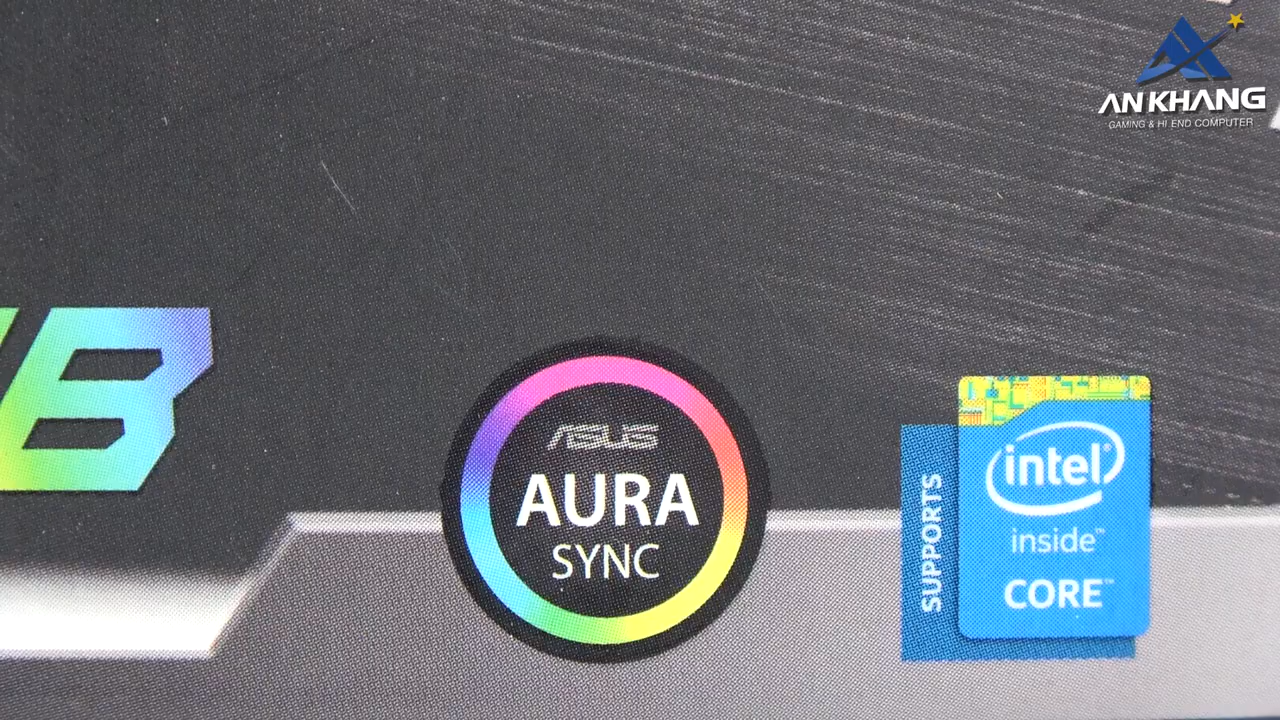 AN KHANG
GAMING & HI END COMPUTER
B
ASUS
AURA
SYNC
SUPPORTS
intel®
inside™
CORE™